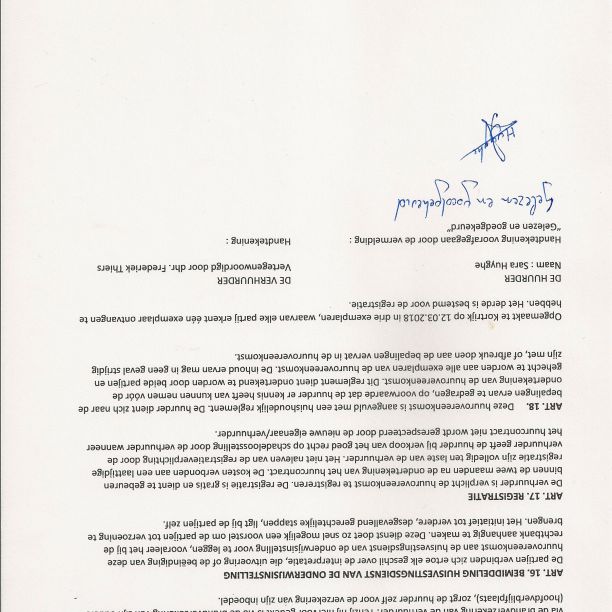 (hoofdverblijfplaats), zorgt de huurder zelf voor de verzekering van zijn inboedel.
ART. 16. BEMIDDELING HUISVESTINGSDIENST VAN DE ONDERWIJSINSTELLING
De partijen verbinden zich ertoe elk geschil over de interpretatie, die uitvoering of de beëindiging van deze
huurovereenkomst aan de huisvestingsdienst van de onderwijsinstelling voor te leggen, vooraleer het bij de
rechtbank aanhangig te maken. Deze dienst doet zo snel mogelijk een voorstel om de partijen tot verzoening te
brengen. Het initiatief tot verdere, desgevallend gerechtelijke stappen, ligt bij de partijen zelf.
ART. 17. REGISTRATIE
De verhuurder is verplicht de huurovereenkomst te registreren. De registratie is gratis en dient te gebeuren
binnen de twee maanden na de ondertekening van het huurcontract. De kosten verbonden aan een laattijdige
registratie zijn volledig ten laste van de verhuurder. Het niet naleven van de registratieverplichting door de
verhuurder geeft de huurder bij verkoop van het goed recht op schadeloosstelling door de verhuurder wanneer
het huurcontract niet wordt gerespecteerd door de nieuwe eigenaar/verhuurder.
ART. 18. Deze huurovereenkomst is aangevuld met een huishoudelijk reglement. De huurder dient zich naar de
bepalingen ervan te gedragen, op voorwaarde dat de huurder er kennis heeft van kunnen nemen vóór de
ondertekening van de huurovereenkomst. Dit reglement dient ondertekend te worden door beide partijen en
gehecht te worden aan alle exemplaren van de huurovereenkomst. De inhoud ervan mag in geen geval strijdig
zijn met, of afbreuk doen aan de bepalingen vervat in de huurovereenkomst.
Opgemaakt te Kortrijk op 12.03.2018 in drie exemplaren, waarvan elke partij erkent één exemplaar ontvangen te
hebben. Het derde is bestemd voor de registratie.
DE HUURDER DE VERHUURDER
Naam : Sara Huyghe Vertegenwoordigd door dhr. Frederiek Thiers
Handtekening voorafgegaan door de vermelding : Handtekening :
"Gelezen en goedgekeurd"
Gelezen en goedgekeurd
Huyghe